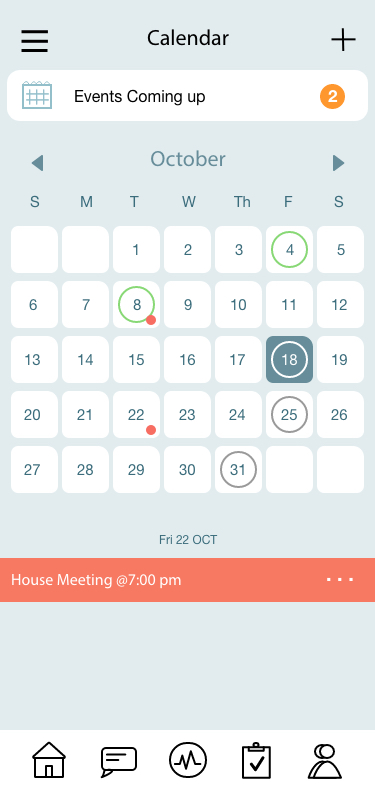 Calendar
Events Coming up 2
October
S M T W Th F S
1 2 3 4 5
6 7 8 9 10 11 12
13 14 15 16 17 18 19
20 21 22 23 24 25 26
27 28 29 30 31
Fri 22 OCT
House Meeting @7:00 pm